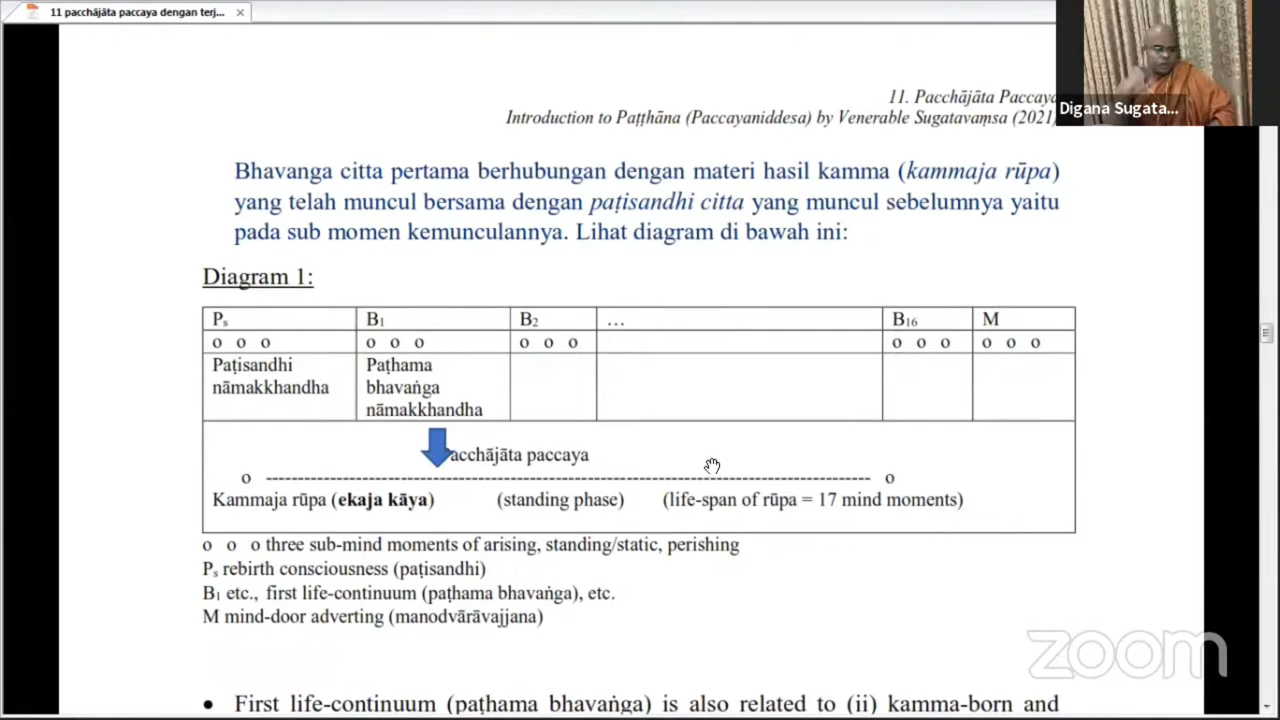 11 pacchājāta paccaya dengan terj...
11. Pacchājāta Paccaya
Introduction to Paṭṭhāna (Paccayaniddesa) by Venerable Sugatavaṃsa (2021)
Digana Sugata...
Bhavanga citta pertama berhubungan dengan materi hasil kamma (kammaja rūpa)
yang telah muncul bersama dengan paṭisandhi citta yang muncul sebelumnya yaitu
pada sub momen kemunculannya. Lihat diagram di bawah ini:
Diagram 1:
Pₛ B₁ B₂ ... B₁₆ M
o o o o o o o o o o o o o o o
Paṭisandhi Paṭhama
nāmakkhandha bhavaṅga
nāmakkhandha
acchājāta paccaya
o ------------------------------------------------------------------------------------- o
Kammaja rūpa (ekaja kāya) (standing phase) (life-span of rūpa = 17 mind moments)
o o o three sub-mind moments of arising, standing/static, perishing
Pₛ rebirth consciousness (paṭisandhi)
B₁ etc., first life-continuum (paṭhama bhavaṅga), etc.
M mind-door adverting (manodvārāvajjana)
zoom
• First life-continuum (paṭhama bhavaṅga) is also related to (ii) kamma-born and